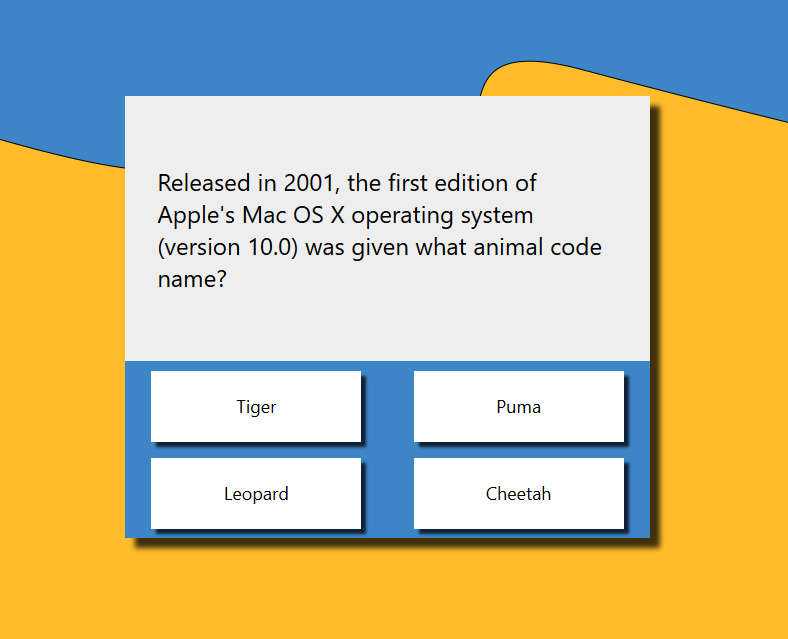 Released in 2001, the first edition of
Apple's Mac OS X operating system
(version 10.0) was given what animal code
name?
Tiger
Puma
Leopard
Cheetah